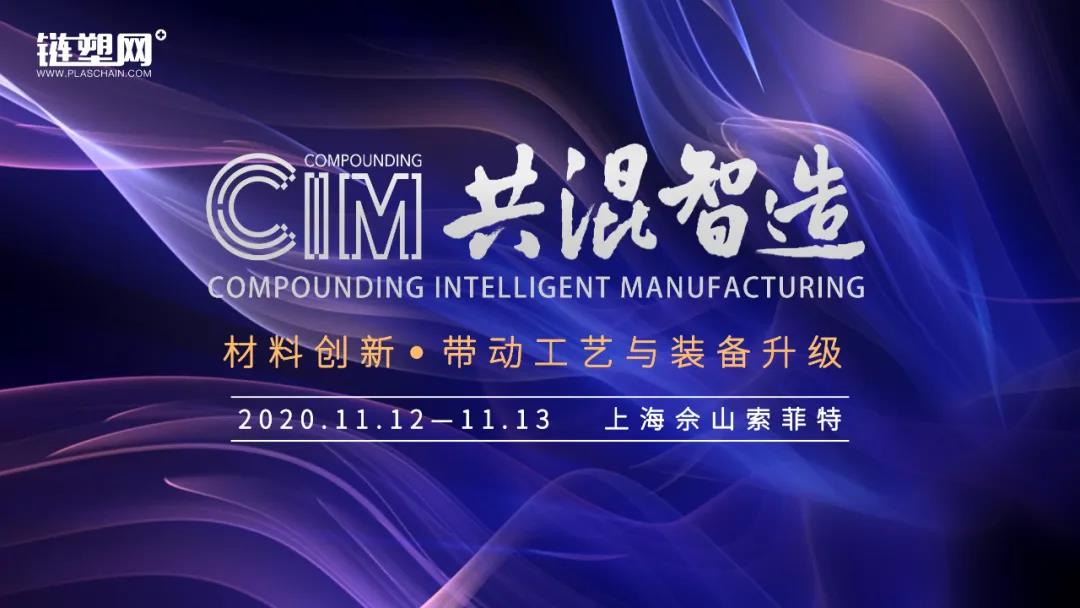 链塑网+
WWW.PLASCHAIN.COM
COMPOUNDING
CIM 共混智造
COMPOUNDING INTELLIGENT MANUFACTURING
材料创新•带动工艺与装备升级
2020.11.12—11.13 上海佘山索菲特